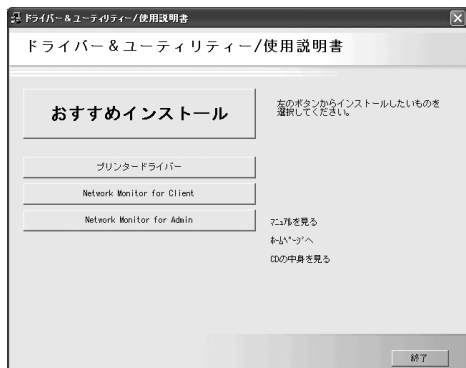 ドライバー&ユーティリティー/使用説明書
ドライバー&ユーティリティー/使用説明書
おすすめインストール
左のボタンからインストールしたいものを
選択してください。
プリンタードライバー
Network Monitor for Client
Network Monitor for Admin
ﾏﾆｭｱﾙを見る
ﾎｰﾑﾍﾟｰｼﾞへ
CDの中身を見る
終了